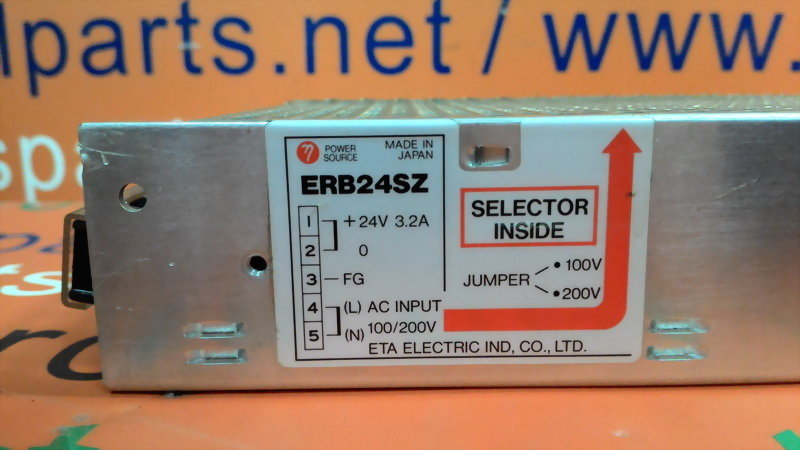 lparts.net / www.
spa
η POWER SOURCE
MADE IN JAPAN
ERB24SZ
1
+24V 3.2A
2
0
3
FG
4
(L) AC INPUT
100/200V
5
(N)
ETA ELECTRIC IND, CO., LTD.
SELECTOR
INSIDE
JUMPER
• 100V
• 200V